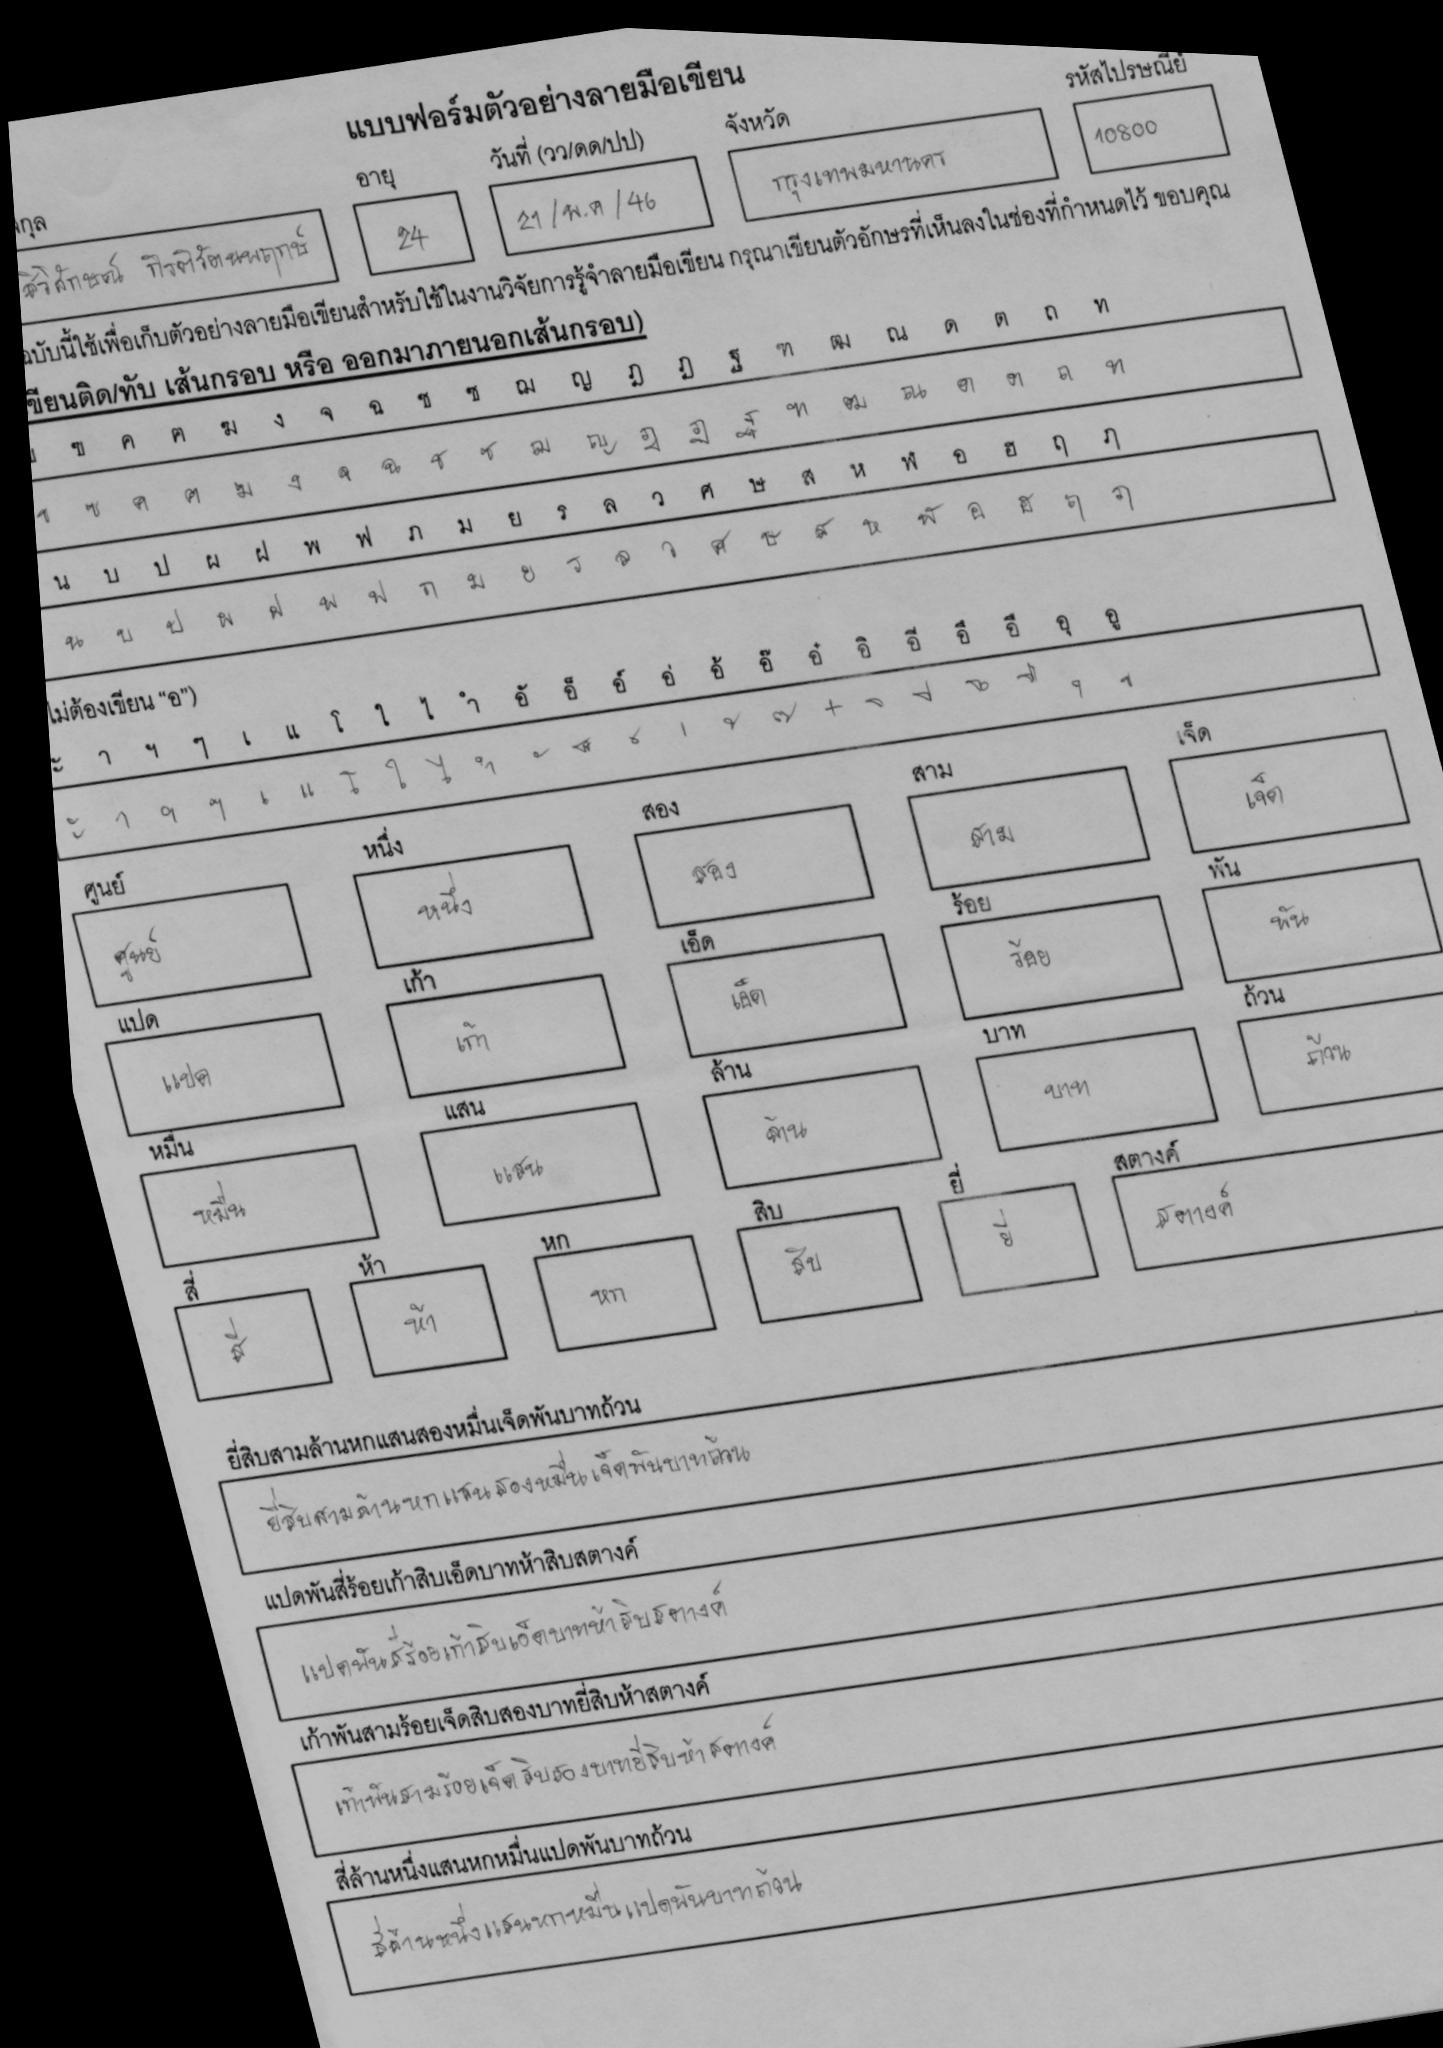 แบบฟอร์มตัวอย่างลายมือเขียน
อายุ วันที่ (วว/ดด/ปป) จังหวัด รหัสไปรษณีย์
24 21/พ.ค/46 กรุงเทพมหานคร 10800
ฉบับนี้ใช้เพื่อเก็บตัวอย่างลายมือเขียนสำหรับใช้ในงานวิจัยการรู้จำลายมือเขียน กรุณาเขียนตัวอักษรที่เห็นลงในช่องที่กำหนดไว้ ขอบคุณ
เขียนติด/ทับ เส้นกรอบ หรือ ออกมาภายนอกเส้นกรอบ)
ฃ ค ฅ ฆ ง จ ฉ ช ซ ฌ ญ ฎ ฏ ฐ ฑ ฒ ณ ด ต ถ ท
ข ฃ ค ฅ ฆ ง จ ฉ ช ซ ฌ ญ ฎ ฏ ฐ ฑ ฒ ณ ด ต ถ ท
น บ ป ผ ฝ พ ฟ ภ ม ย ร ล ว ศ ษ ส ห ฬ อ ฮ ฤ ฦ
น บ ป ผ ฝ พ ฟ ภ ม ย ร ล ว ศ ษ ส ห ฬ อ ฮ ฤ ฦ
ไม่ต้องเขียน “อ”)
ะ า ฯ ๆ เ แ โ ใ ไ ำ อั อ็ อ์ อ่ อ้ อ๊ อ๋ อิ อี อึ อื อุ อู
ะ า ฯ ๆ เ แ โ ใ ไ ำ ั ็ ์ ่ ้ ๊ ๋ ิ ี ึ ื ุ ู
ศูนย์ หนึ่ง สอง สาม เจ็ด
ศูนย์ หนึ่ง สอง สาม เจ็ด
แปด เก้า เอ็ด ร้อย พัน
แปด เก้า เอ็ด ร้อย พัน
หมื่น แสน ล้าน บาท ถ้วน
หมื่น แสน ล้าน บาท ถ้วน
สี่ ห้า หก สิบ ยี่ สตางค์
สี่ ห้า หก สิบ ยี่ สตางค์
ยี่สิบสามล้านหกแสนสองหมื่นเจ็ดพันบาทถ้วน
ยี่สิบสามล้านหกแสนสองหมื่นเจ็ดพันบาทถ้วน
แปดพันสี่ร้อยเก้าสิบเอ็ดบาทห้าสิบสตางค์
แปดพันสี่ร้อยเก้าสิบเอ็ดบาทห้าสิบสตางค์
เก้าพันสามร้อยเจ็ดสิบสองบาทยี่สิบห้าสตางค์
เก้าพันสามร้อยเจ็ดสิบสองบาทยี่สิบห้าสตางค์
สี่ล้านหนึ่งแสนหกหมื่นแปดพันบาทถ้วน
สี่ล้านหนึ่งแสนหกหมื่นแปดพันบาทถ้วน